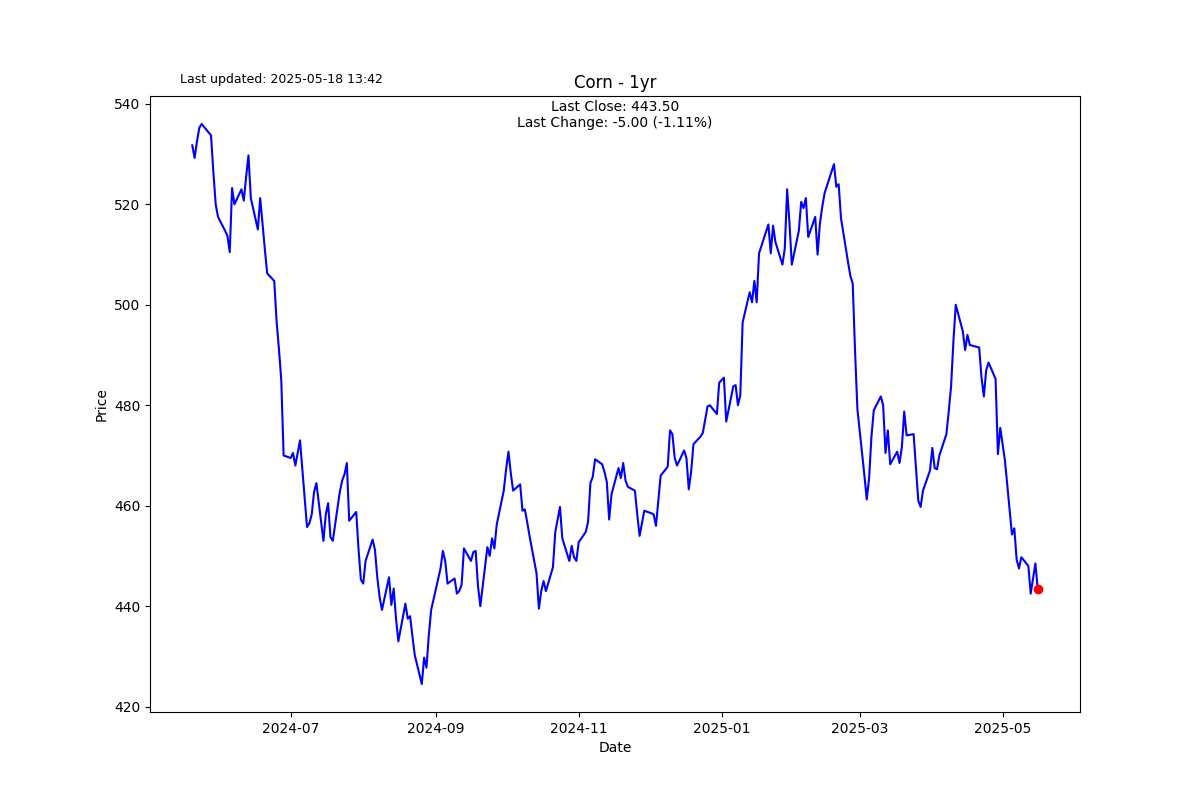 Last updated: 2025-05-18 13:42
Corn - 1yr
Last Close: 443.50
Last Change: -5.00 (-1.11%)
540
520
500
480
460
440
420
Price
2024-07
2024-09
2024-11
2025-01
2025-03
2025-05
Date